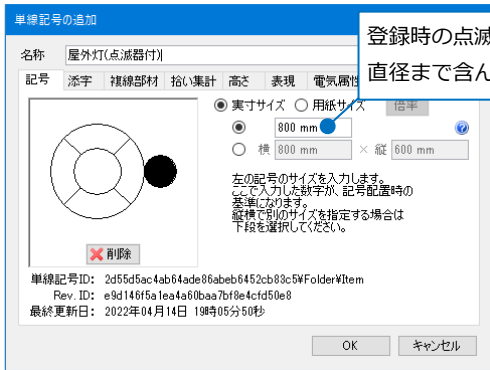 単線記号の追加
登録時の点滅
直径まで含ん
名称 屋外灯(点滅器付)
記号 添字 複線部材 拾い集計 高さ 表現 電気属性
実寸サイズ 用紙サイズ 倍率
800 mm
横 800 mm × 縦 600 mm
左の記号のサイズを入力します。
ここで入力した数字が、記号配置時の
基準になります。
縦横で別のサイズを指定する場合は
下段を選択してください。
削除
単線記号ID: 2d55d5ac4ab64ade86abeb6452cb83c5¥Folder¥Item
Rev. ID: e9d146f5a1ea4a60baa7bf8e4cfd50e8
最終更新日: 2022年04月14日 19時05分50秒
OK キャンセル